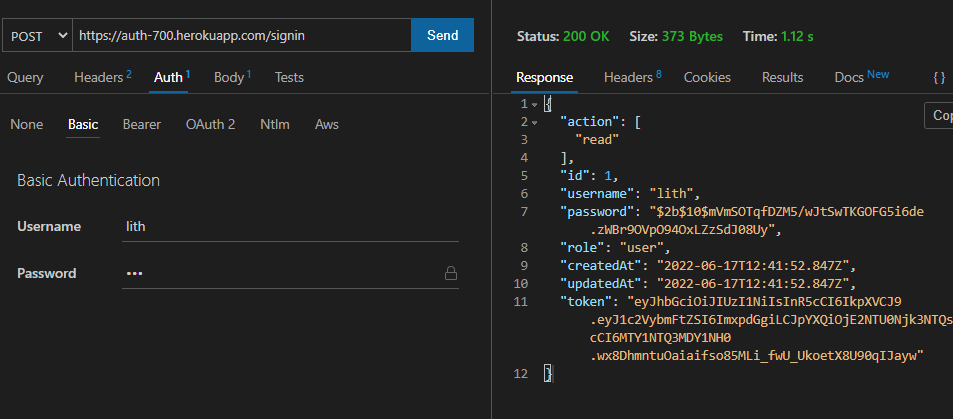 POST https://auth-700.herokuapp.com/signin Send
Query Headers 2 Auth 1 Body 1 Tests
None Basic Bearer OAuth 2 Ntlm Aws
Basic Authentication
Username lith
Password •••
Status: 200 OK Size: 373 Bytes Time: 1.12 s
Response Headers 8 Cookies Results Docs New {}
Cop
1 {
2 "action": [
3 "read"
4 ],
5 "id": 1,
6 "username": "lith",
7 "password": "$2b$10$mVmSOTqfDZM5/wJtSwTKGOFG5i6de
.zWBr9OVpO94OxLZzSdJ08Uy",
8 "role": "user",
9 "createdAt": "2022-06-17T12:41:52.847Z",
10 "updatedAt": "2022-06-17T12:41:52.847Z",
11 "token": "eyJhbGciOiJIUzI1NiIsInR5cCI6IkpXVCJ9
.eyJ1c2VybmFtZSI6ImxpdGgiLCJpYXQiOjE2NTU0Njk3NTQs
cCI6MTY1NTQ3MDY1NH0
.wx8DhmntuOaiaifso85MLi_fwU_UkoetX8U90qIJayw"
12 }